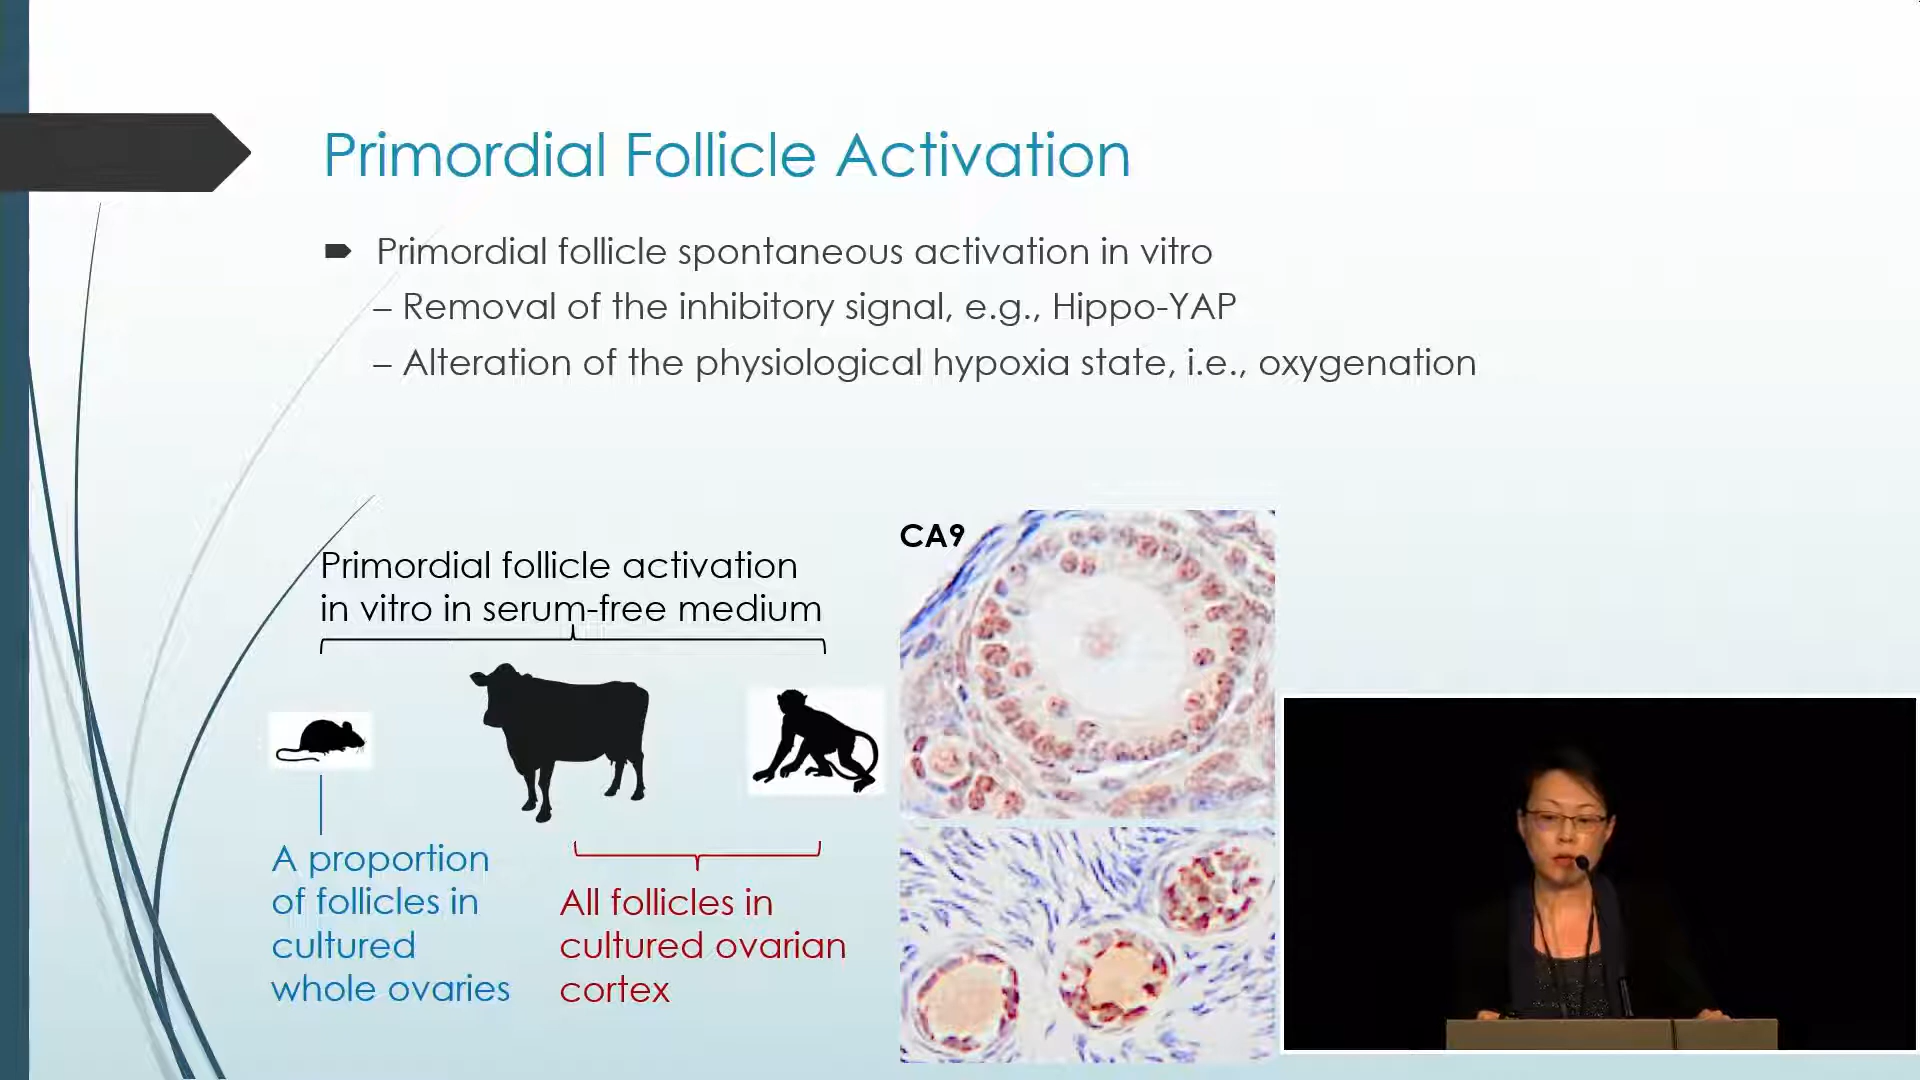 Primordial Follicle Activation
Primordial follicle spontaneous activation in vitro
– Removal of the inhibitory signal, e.g., Hippo-YAP
– Alteration of the physiological hypoxia state, i.e., oxygenation
Primordial follicle activation
in vitro in serum-free medium
A proportion
of follicles in
cultured
whole ovaries
All follicles in
cultured ovarian
cortex
CA9